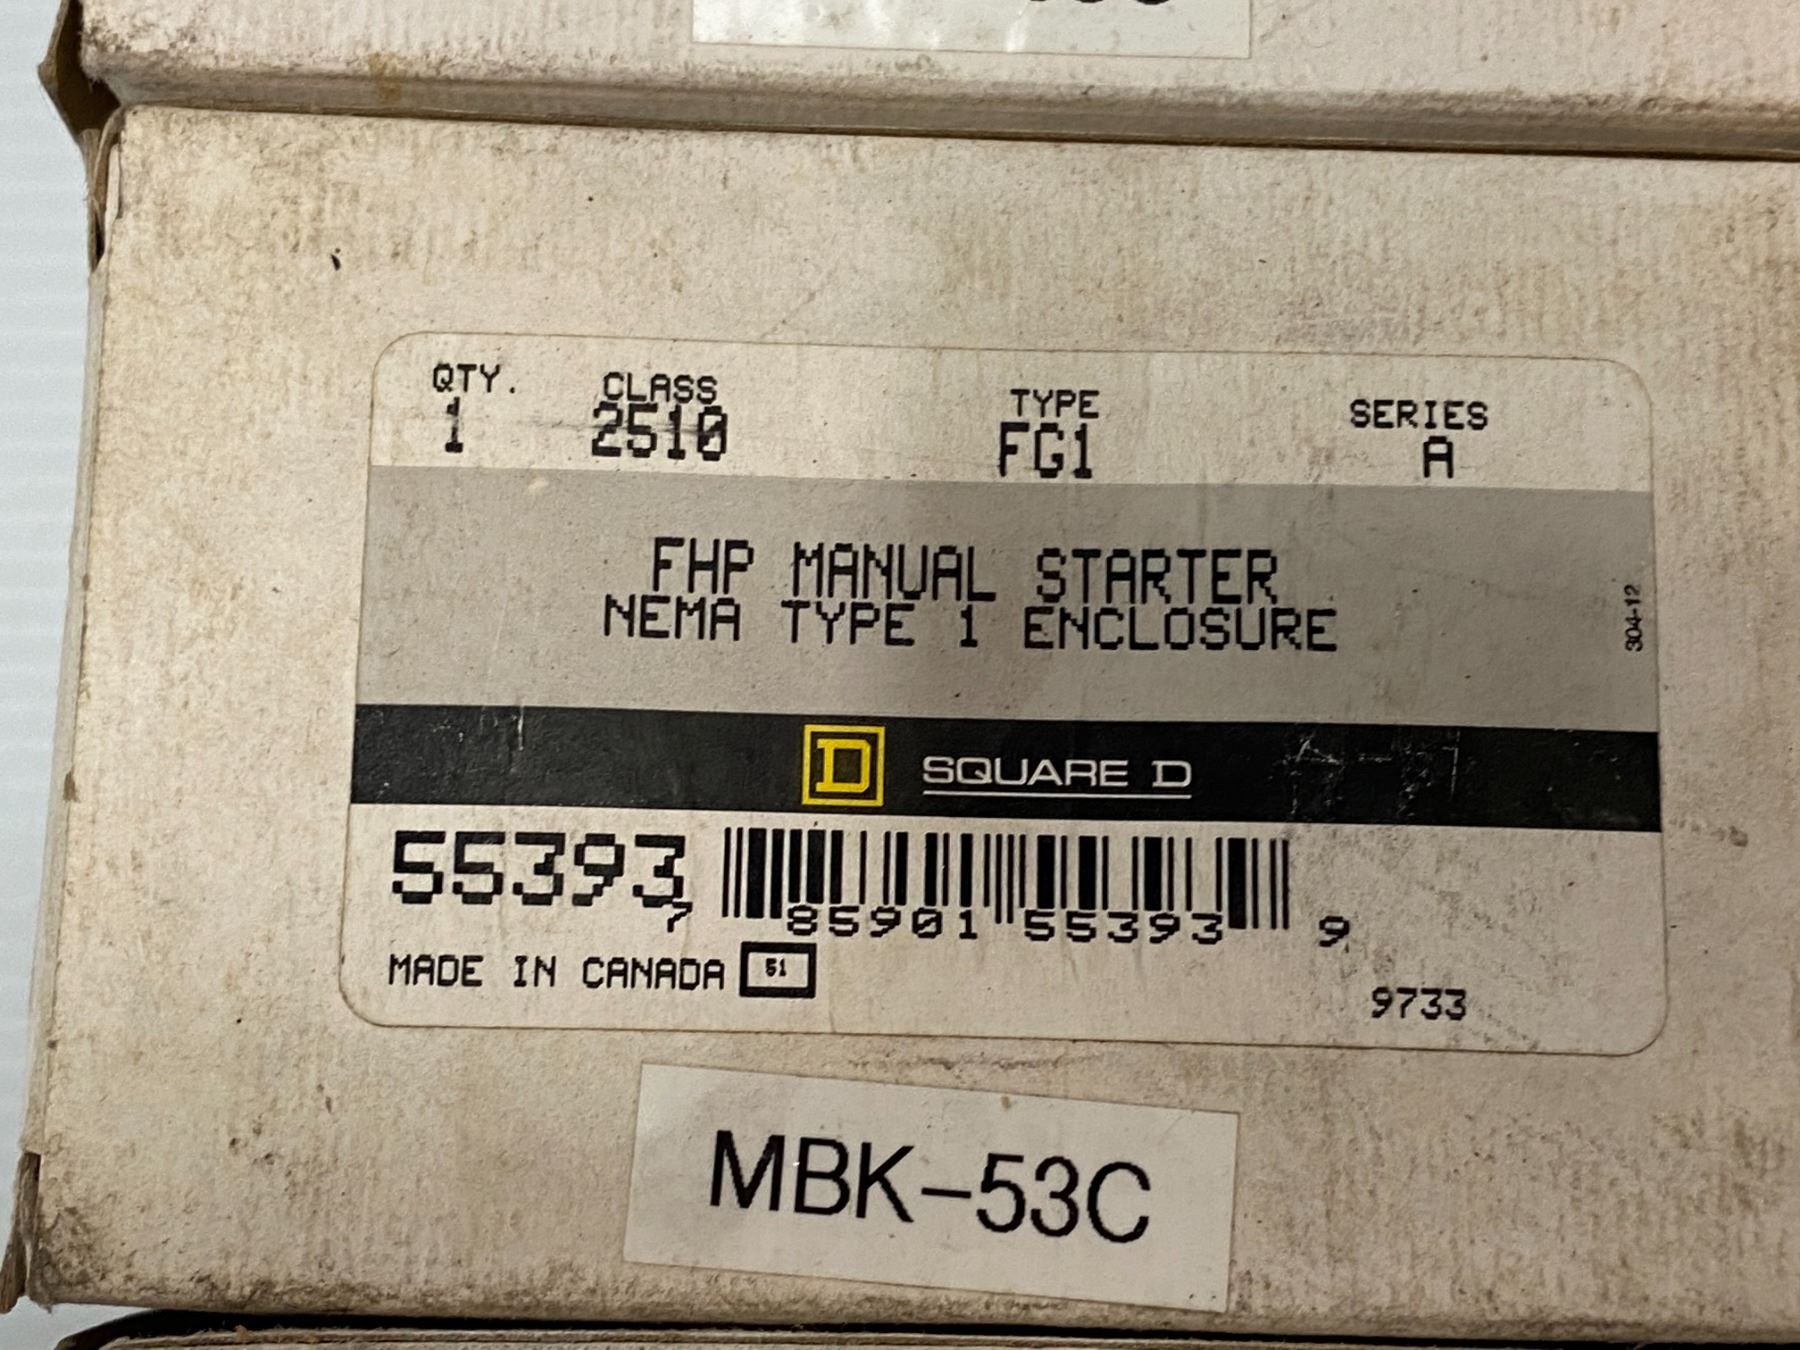 QTY. CLASS TYPE SERIES
1 2510 FG1 A
FHP MANUAL STARTER
NEMA TYPE 1 ENCLOSURE
304-12
D SQUARE D
55393
7 85901 55393 9
MADE IN CANADA 51
9733
MBK-53C